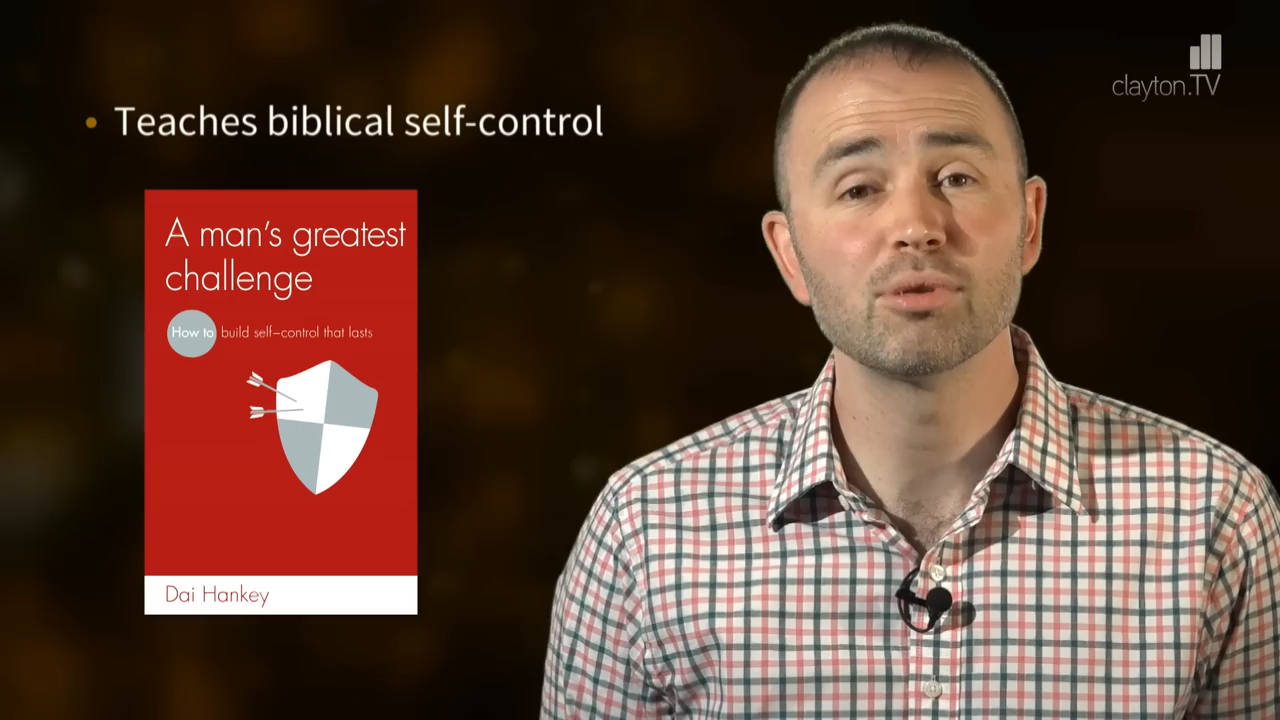 clayton.TV
• Teaches biblical self-control
A man's greatest
challenge
How to build self–control that lasts
Dai Hankey